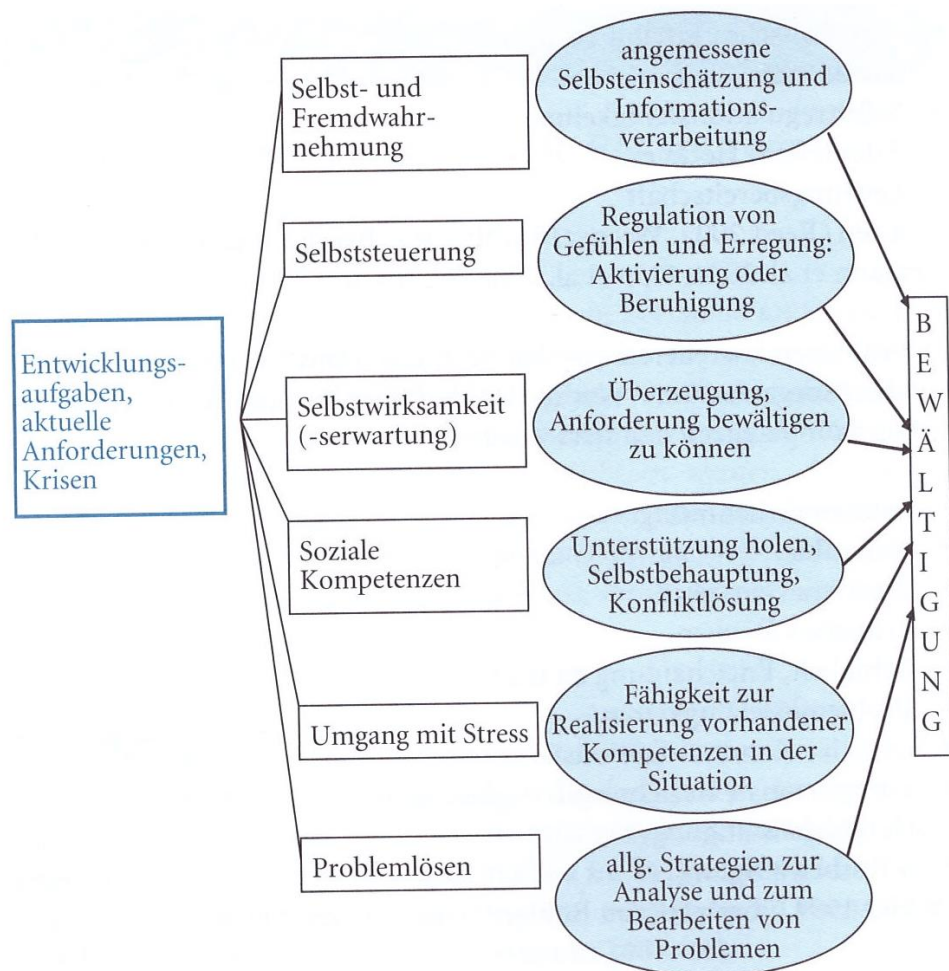 Entwicklungs-
aufgaben,
aktuelle
Anforderungen,
Krisen
Selbst- und
Fremdwahr-
nehmung
angemessene
Selbsteinschätzung und
Informations-
verarbeitung
Selbststeuerung
Regulation von
Gefühlen und Erregung:
Aktivierung oder
Beruhigung
Selbstwirksamkeit
(-serwartung)
Überzeugung,
Anforderung bewältigen
zu können
Soziale
Kompetenzen
Unterstützung holen,
Selbstbehauptung,
Konfliktlösung
Umgang mit Stress
Fähigkeit zur
Realisierung vorhandener
Kompetenzen in der
Situation
Problemlösen
allg. Strategien zur
Analyse und zum
Bearbeiten von
Problemen
B
E
W
Ä
L
T
I
G
U
N
G